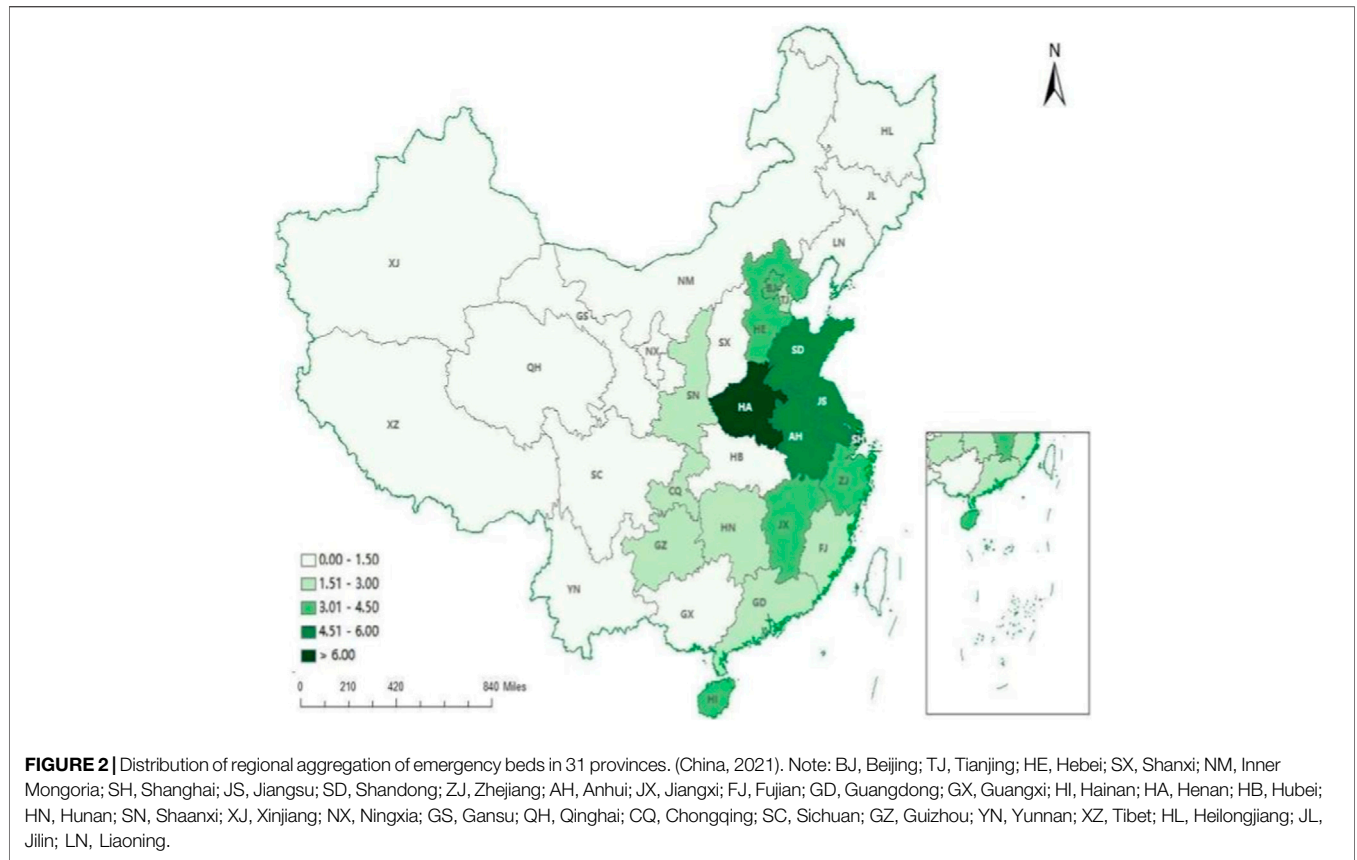 N
HL
JL
LN
XJ
NM
BJ
TJ
GS
HE
SX
NX
SD
QH
SN
HA
JS
XZ
AH
SH
HB
SC
ZJ
CQ
HN
JX
GZ
FJ
YN
GD
GX
HI
0.00 - 1.50
1.51 - 3.00
3.01 - 4.50
4.51 - 6.00
> 6.00
0 210 420 840 Miles
FIGURE 2 | Distribution of regional aggregation of emergency beds in 31 provinces. (China, 2021). Note: BJ, Beijing; TJ, Tianjing; HE, Hebei; SX, Shanxi; NM, Inner
Mongoria; SH, Shanghai; JS, Jiangsu; SD, Shandong; ZJ, Zhejiang; AH, Anhui; JX, Jiangxi; FJ, Fujian; GD, Guangdong; GX, Guangxi; HI, Hainan; HA, Henan; HB, Hubei;
HN, Hunan; SN, Shaanxi; XJ, Xinjiang; NX, Ningxia; GS, Gansu; QH, Qinghai; CQ, Chongqing; SC, Sichuan; GZ, Guizhou; YN, Yunnan; XZ, Tibet; HL, Heilongjiang; JL,
Jilin; LN, Liaoning.